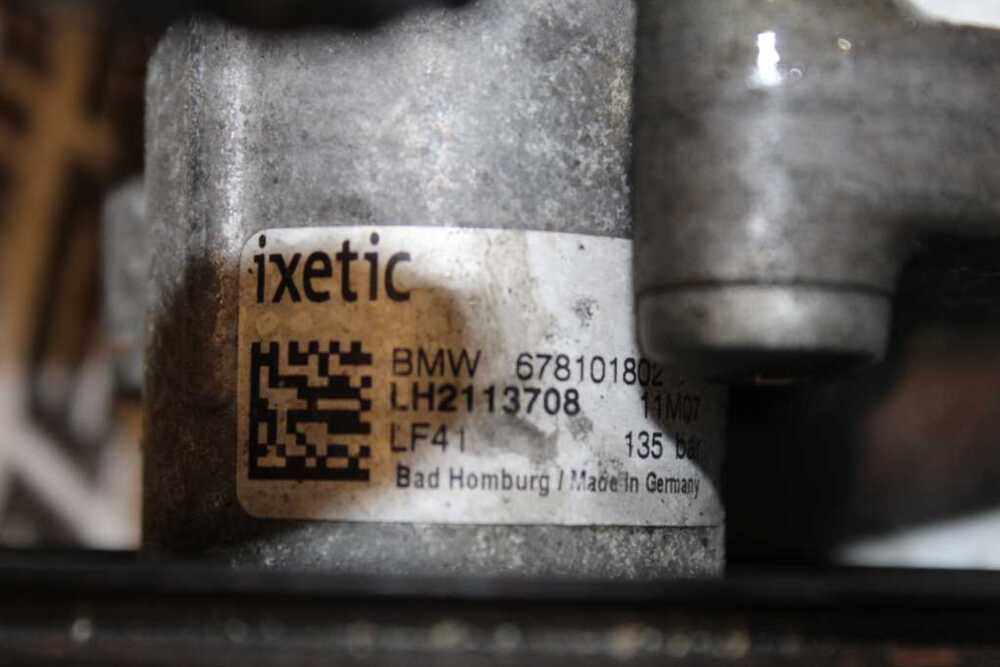 ixetic
BMW 678101802
LH2113708 11M07
LF41 135 bar
Bad Homburg / Made in Germany